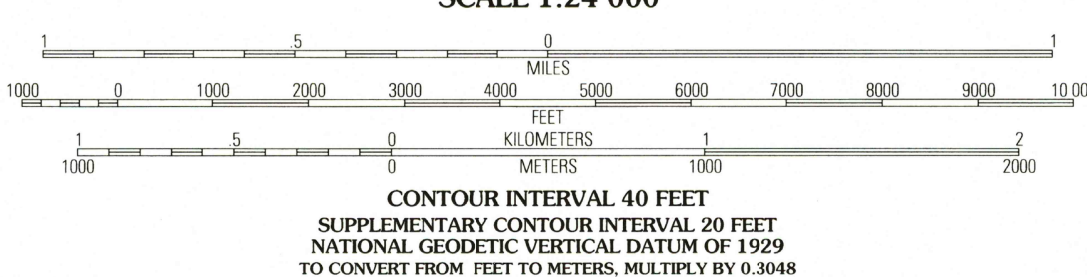 SCALE 1:24 000
1 .5 0 1
MILES
1000 0 1000 2000 3000 4000 5000 6000 7000 8000 9000 10 00
FEET
1 .5 0 KILOMETERS 1 2
1000 0 METERS 1000 2000
CONTOUR INTERVAL 40 FEET
SUPPLEMENTARY CONTOUR INTERVAL 20 FEET
NATIONAL GEODETIC VERTICAL DATUM OF 1929
TO CONVERT FROM FEET TO METERS, MULTIPLY BY 0.3048